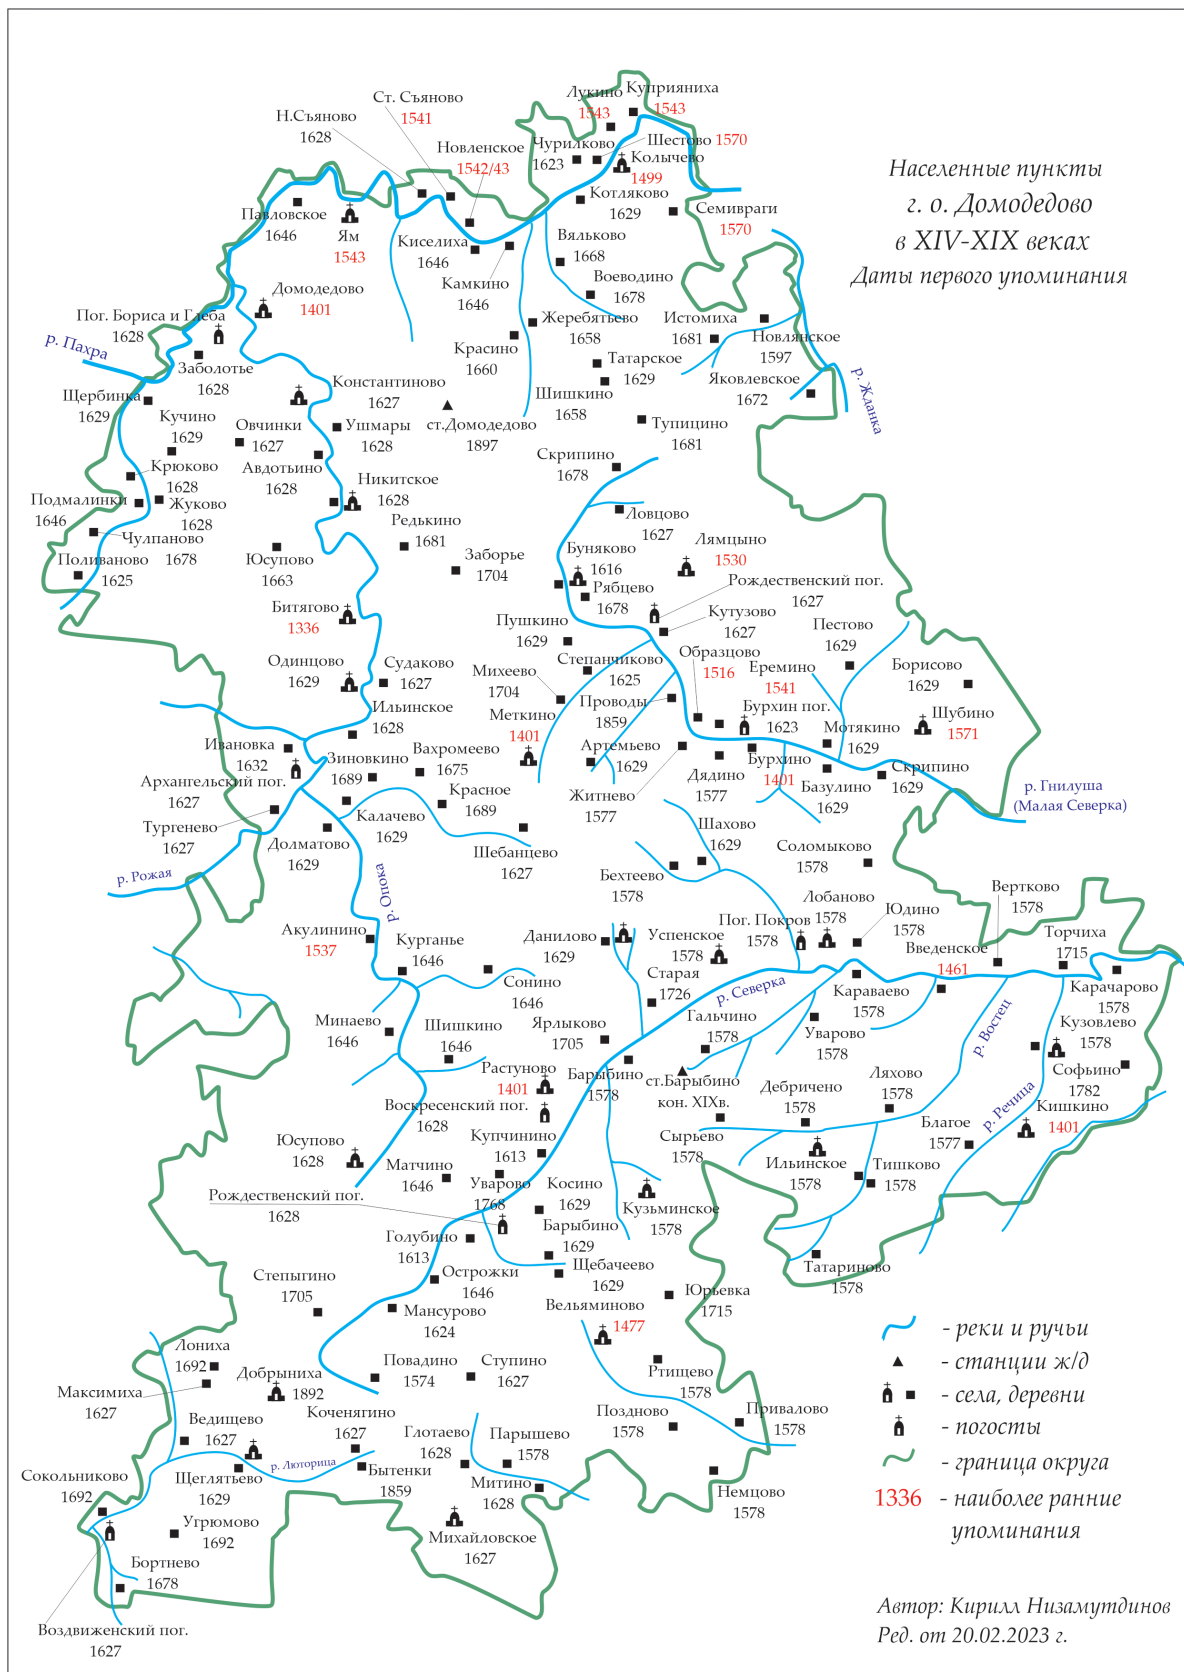 Населенные пункты
г. о. Домодедово
в XIV-XIX веках
Даты первого упоминания
Лукино
1543
Куприяниха
1543
Ст. Съяново
1541
Н.Съяново
1628
Новленское
1542/43
Чурилково
1623
Шестово 1570
Колычево
1499
Котляково
1629
Семивраги
1570
Павловское
1646
Ям
1543
Киселиха
1646
Вяльково
1668
Камкино
1646
Воеводино
1678
Домодедово
1401
Пог. Бориса и Глеба
1628
р. Пахра
Заболотье
1628
Жеребятьево
1658
Красино
1660
Истомиха
1681
Новлянское
1597
Татарское
1629
Яковлевское
1672
р. Жданка
Щербинка
1629
Константиново
1627
Шишкино
1658
Кучино
1629
Овчинки
1627
Ушмары
1628
ст.Домодедово
1897
Тупицино
1681
Авдотьино
1628
Скрипино
1678
Крюково
1628
Никитское
1628
Подмалинки
1646
Жуково
1628
Ловцово
1627
Чулпаново
1678
Редькино
1681
Поливаново
1625
Юсупово
1663
Заборье
1704
Буняково
1616
Лямцыно
1530
Рябцево
1678
Рождественский пог.
1627
Битягово
1336
Пушкино
1629
Кутузово
1627
Пестово
1629
Одинцово
1629
Судаково
1627
Михеево
1704
Степанчиково
1625
Образцово
1516
Еремино
1541
Борисово
1629
Ильинское
1628
Меткино
1401
Проводы
1859
Бурхин пог.
1623
Шубино
1571
Ивановка
1632
Зиновкино
1689
Вахромеево
1675
Артемьево
1629
Мотякино
1629
Бурхино
1401
Скрипино
1629
Архангельский пог.
1627
Дядино
1577
Базулино
1629
р. Гнилуша
(Малая Северка)
Житнево
1577
Красное
1689
Тургенево
1627
Калачево
1629
Долматово
1629
Шебанцево
1627
Шахово
1629
Соломыково
1578
р. Рожая
р. Опока
Бехтеево
1578
Вертково
1578
Лобаново
1578
Юдино
1578
Акулинино
1537
Курганье
1646
Данилово
1629
Успенское
1578
Пог. Покров
1578
Введенское
1461
Торчиха
1715
Сонино
1646
Старая
1726
р. Северка
Караваево
1578
Карачарово
1578
Минаево
1646
Шишкино
1646
Ярлыково
1705
Гальчино
1578
Уварово
1578
р. Востец
Кузовлево
1578
Растуново
1401
Барыбино
1578
ст.Барыбино
кон. XIXв.
Дебричено
1578
Ляхово
1578
Софьино
1782
р. Речица
Воскресенский пог.
1628
Кишкино
1401
Благое
1577
Купчинино
1613
Сырьево
1578
Юсупово
1628
Матчино
1646
Уварово
1768
Косино
1629
Ильинское
1578
Тишково
1578
Рождественский пог.
1628
Кузьминское
1578
Голубино
1613
Барыбино
1629
Татариново
1578
Степыгино
1705
Острожки
1646
Щебачеево
1629
Юрьевка
1715
Мансурово
1624
Вельяминово
1477
Лониха
1692
Максимиха
1627
Добрыниха
1892
Повадино
1574
Ступино
1627
Ртищево
1578
Ведищево
1627
Коченягино
1627
Глотаево
1628
Парышево
1578
Поздново
1578
Привалово
1578
р. Люторица
Сокольниково
1692
Щеглятьево
1629
Бытенки
1859
Митино
1628
Немцово
1578
Угрюмово
1692
Михайловское
1627
Бортнево
1678
Воздвиженский пог.
1627
- реки и ручьи
- станции ж/д
- села, деревни
- погосты
- граница округа
1336 - наиболее ранние
упоминания
Автор: Кирилл Низамутдинов
Ред. от 20.02.2023 г.